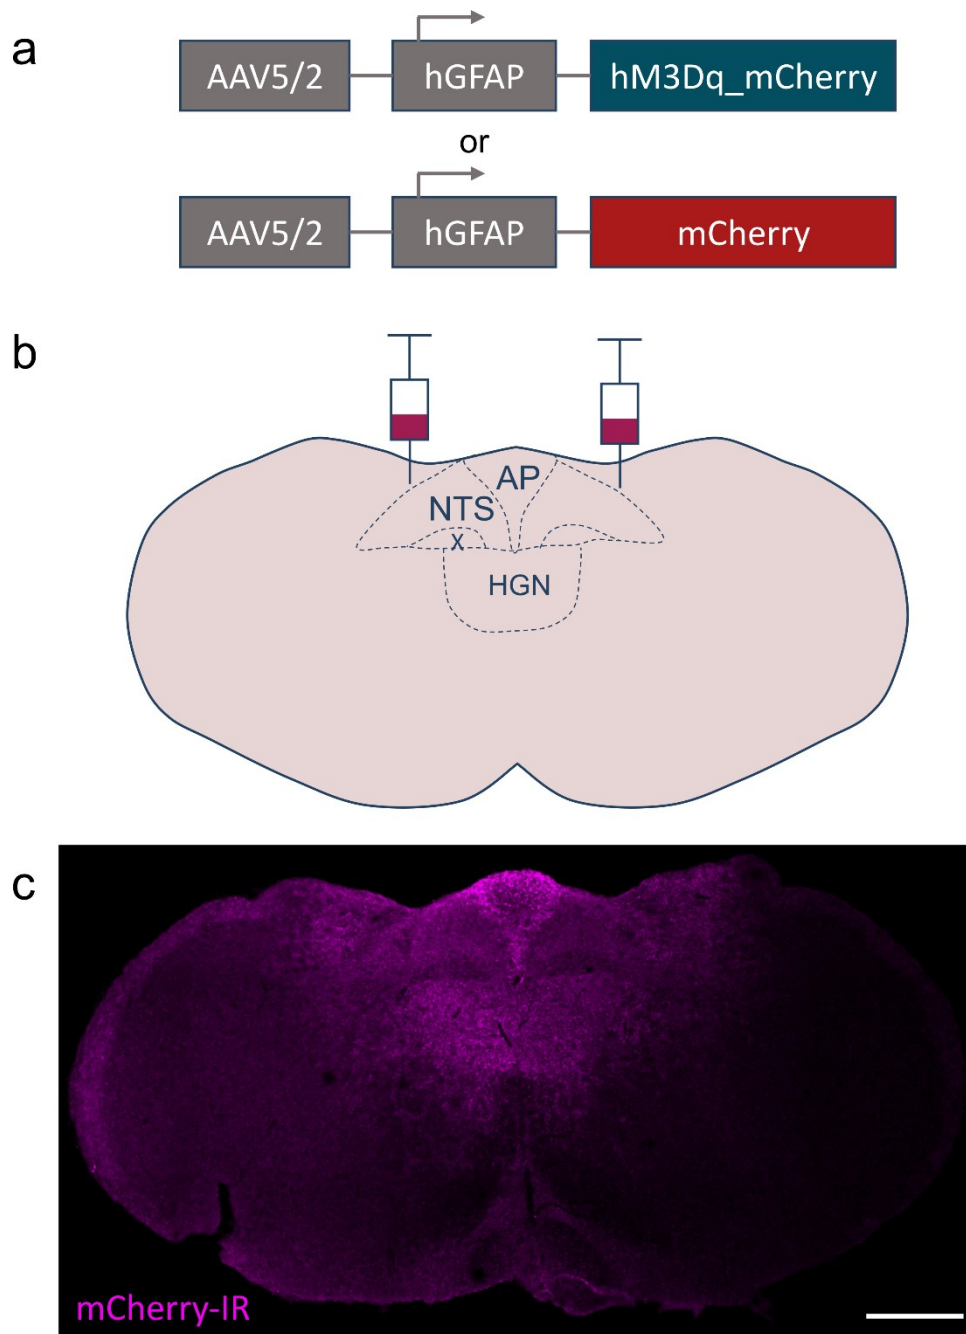 a
AAV5/2 hGFAP hM3Dq_mCherry
or
AAV5/2 hGFAP mCherry
b
AP
NTS
X
HGN
c
mCherry-IR